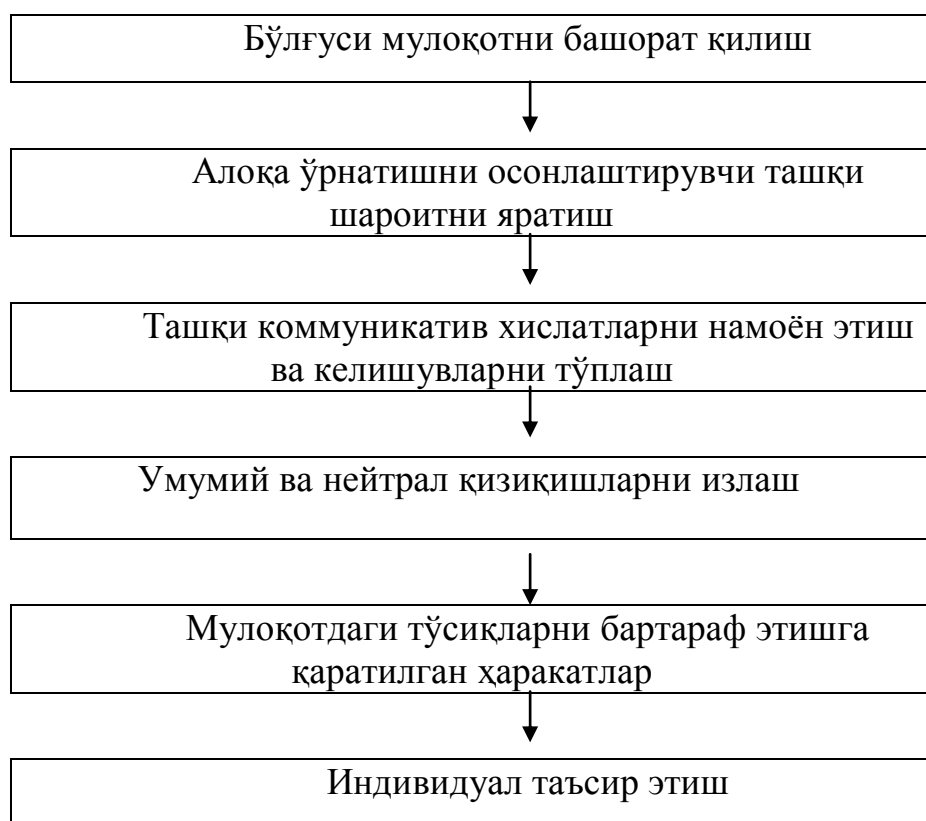 Бўлғуси мулоқотни башорат қилиш
Алоқа ўрнатишни осонлаштирувчи ташқи
шароитни яратиш
Ташқи коммуникатив хислатларни намоён этиш
ва келишувларни тўплаш
Умумий ва нейтрал қизиқишларни излаш
Мулоқотдаги тўсиқларни бартараф этишга
қаратилган ҳаракатлар
Индивидуал таъсир этиш